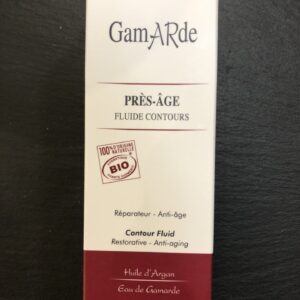 GamARde
PRÈS-ÂGE
FLUIDE CONTOURS
100% D'ORIGINE
NATURELLE
BIO
Réparateur - Anti-âge
Contour Fluid
Restorative - Anti-aging
Huile d'Argan
Eau de Gamarde